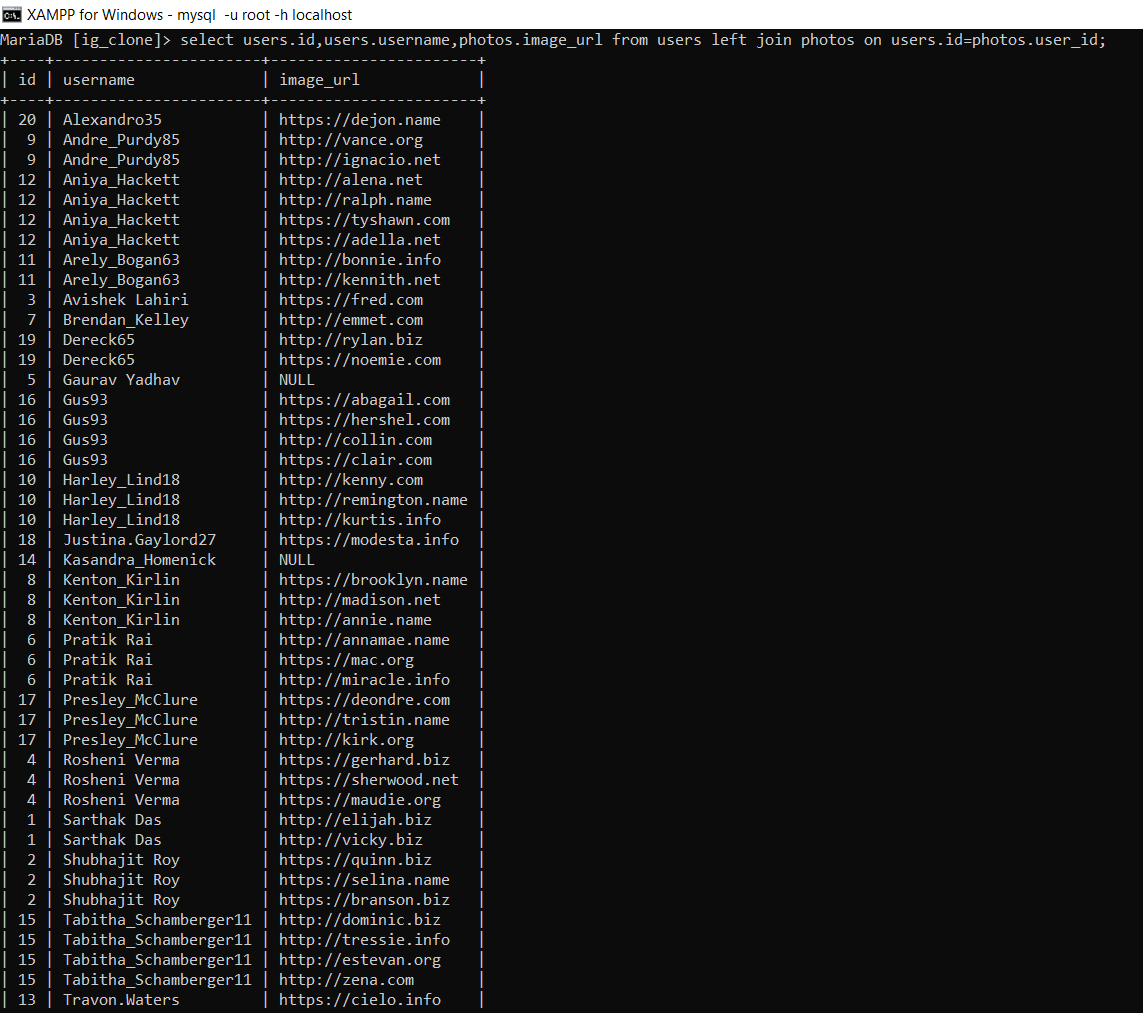 XAMPP for Windows - mysql  -u root -h localhost
MariaDB [ig_clone]> select users.id,users.username,photos.image_url from users left join photos on users.id=photos.user_id;
+----+-----------------------+-----------------------+
| id | username              | image_url             |
+----+-----------------------+-----------------------+
| 20 | Alexandro35           | https://dejon.name    |
|  9 | Andre_Purdy85         | http://vance.org      |
|  9 | Andre_Purdy85         | http://ignacio.net    |
| 12 | Aniya_Hackett         | http://alena.net      |
| 12 | Aniya_Hackett         | http://ralph.name     |
| 12 | Aniya_Hackett         | https://tyshawn.com   |
| 12 | Aniya_Hackett         | https://adella.net    |
| 11 | Arely_Bogan63         | http://bonnie.info    |
| 11 | Arely_Bogan63         | http://kennith.net    |
|  3 | Avishek Lahiri        | https://fred.com      |
|  7 | Brendan_Kelley        | http://emmet.com      |
| 19 | Dereck65              | http://rylan.biz      |
| 19 | Dereck65              | https://noemie.com    |
|  5 | Gaurav Yadhav         | NULL                  |
| 16 | Gus93                 | https://abagail.com   |
| 16 | Gus93                 | https://hershel.com   |
| 16 | Gus93                 | http://collin.com     |
| 16 | Gus93                 | https://clair.com     |
| 10 | Harley_Lind18         | http://kenny.com      |
| 10 | Harley_Lind18         | http://remington.name |
| 10 | Harley_Lind18         | http://kurtis.info    |
| 18 | Justina.Gaylord27     | https://modesta.info  |
| 14 | Kasandra_Homenick     | NULL                  |
|  8 | Kenton_Kirlin         | https://brooklyn.name |
|  8 | Kenton_Kirlin         | http://madison.net    |
|  8 | Kenton_Kirlin         | http://annie.name     |
|  6 | Pratik Rai            | http://annamae.name   |
|  6 | Pratik Rai            | https://mac.org       |
|  6 | Pratik Rai            | http://miracle.info   |
| 17 | Presley_McClure       | https://deondre.com   |
| 17 | Presley_McClure       | http://tristin.name   |
| 17 | Presley_McClure       | http://kirk.org       |
|  4 | Rosheni Verma         | https://gerhard.biz   |
|  4 | Rosheni Verma         | https://sherwood.net  |
|  4 | Rosheni Verma         | https://maudie.org    |
|  1 | Sarthak Das           | http://elijah.biz     |
|  1 | Sarthak Das           | http://vicky.biz      |
|  2 | Shubhajit Roy         | https://quinn.biz     |
|  2 | Shubhajit Roy         | https://selina.name   |
|  2 | Shubhajit Roy         | https://branson.biz   |
| 15 | Tabitha_Schamberger11 | http://dominic.biz    |
| 15 | Tabitha_Schamberger11 | http://tressie.info   |
| 15 | Tabitha_Schamberger11 | http://estevan.org    |
| 15 | Tabitha_Schamberger11 | http://zena.com       |
| 13 | Travon.Waters         | https://cielo.info    |